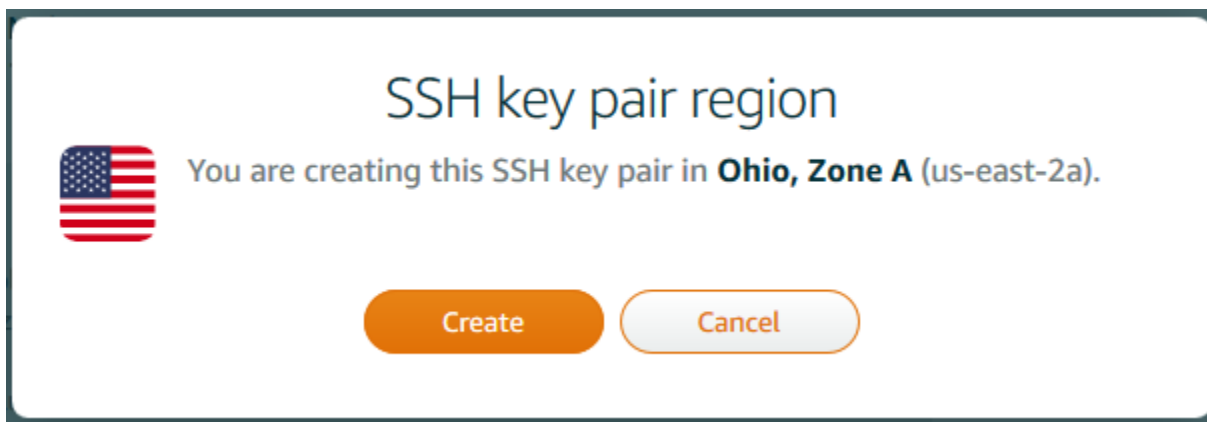 SSH key pair region
You are creating this SSH key pair in Ohio, Zone A (us-east-2a).
Create
Cancel